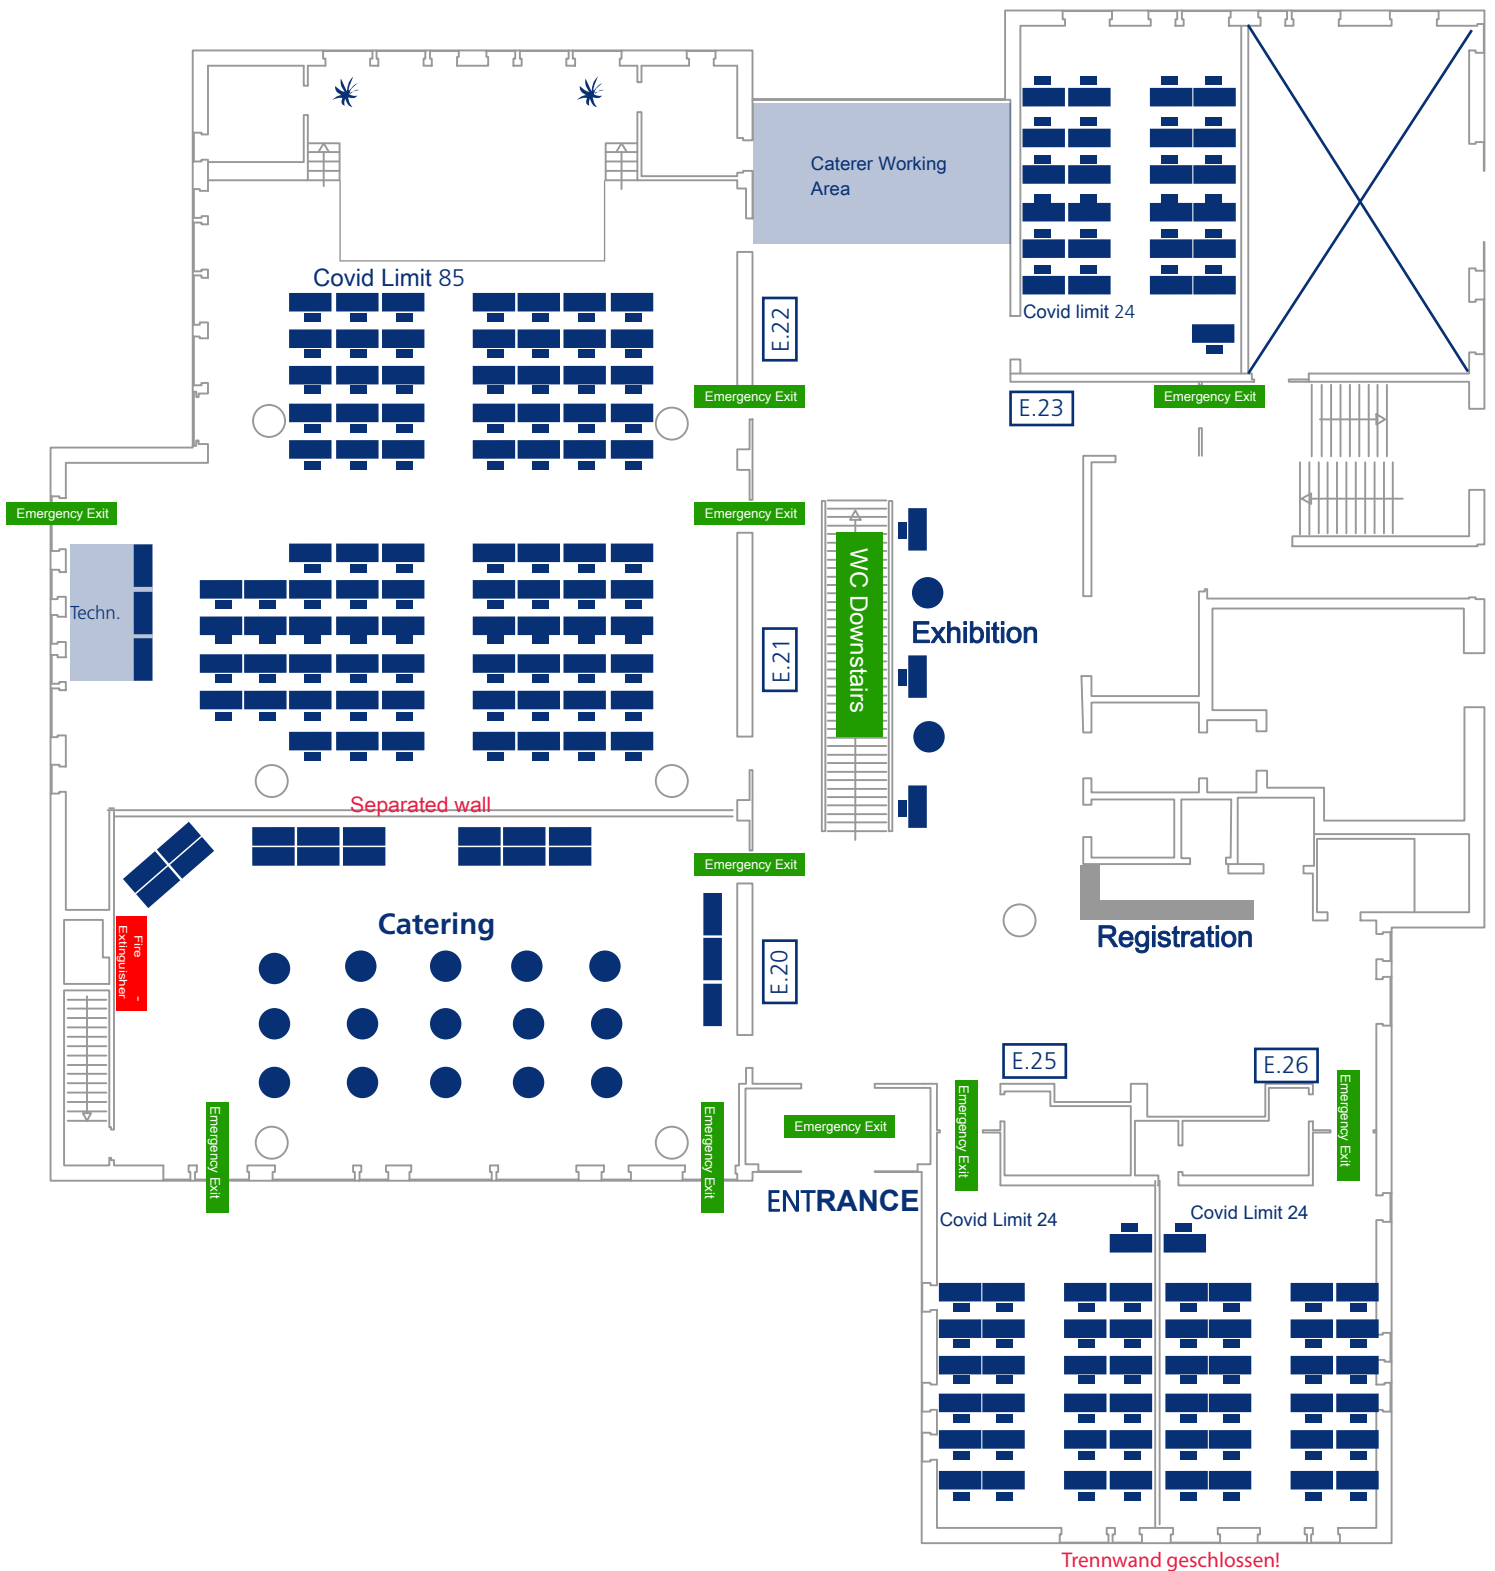 Caterer Working
Area
Covid Limit 85
Covid limit 24
E.22
Emergency Exit
E.23
Emergency Exit
Emergency Exit
Emergency Exit
Techn.
WC Downstairs
Exhibition
E.21
Separated wall
Emergency Exit
Catering
Fire -
Extinguisher
E.20
Registration
E.25
E.26
Emergency Exit
Emergency Exit
Emergency Exit
Emergency Exit
Emergency Exit
ENTRANCE
Covid Limit 24
Covid Limit 24
Trennwand geschlossen!